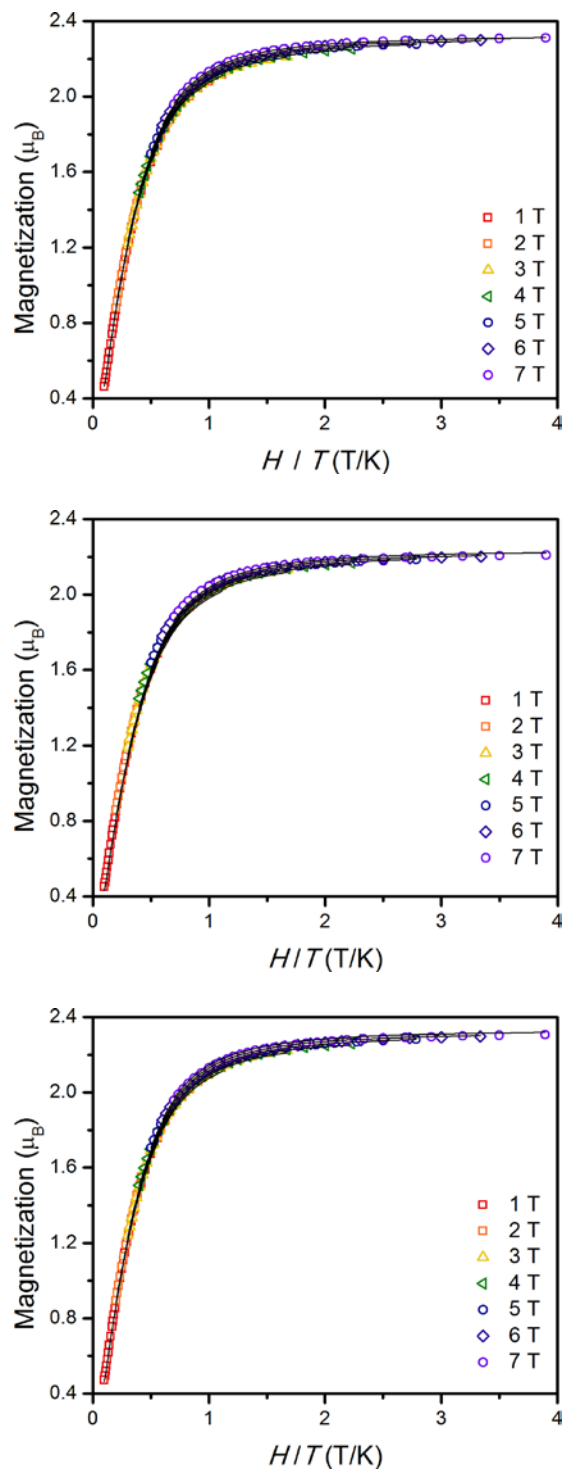 2.4
2.0
1.6
1.2
0.8
0.4
Magnetization (μB)
1 T
2 T
3 T
4 T
5 T
6 T
7 T
0 1 2 3 4
H / T (T/K)
2.4
2.0
1.6
1.2
0.8
0.4
Magnetization (μB)
1 T
2 T
3 T
4 T
5 T
6 T
7 T
0 1 2 3 4
H/T (T/K)
2.4
2.0
1.6
1.2
0.8
0.4
Magnetization (μB)
1 T
2 T
3 T
4 T
5 T
6 T
7 T
0 1 2 3 4
H/T (T/K)